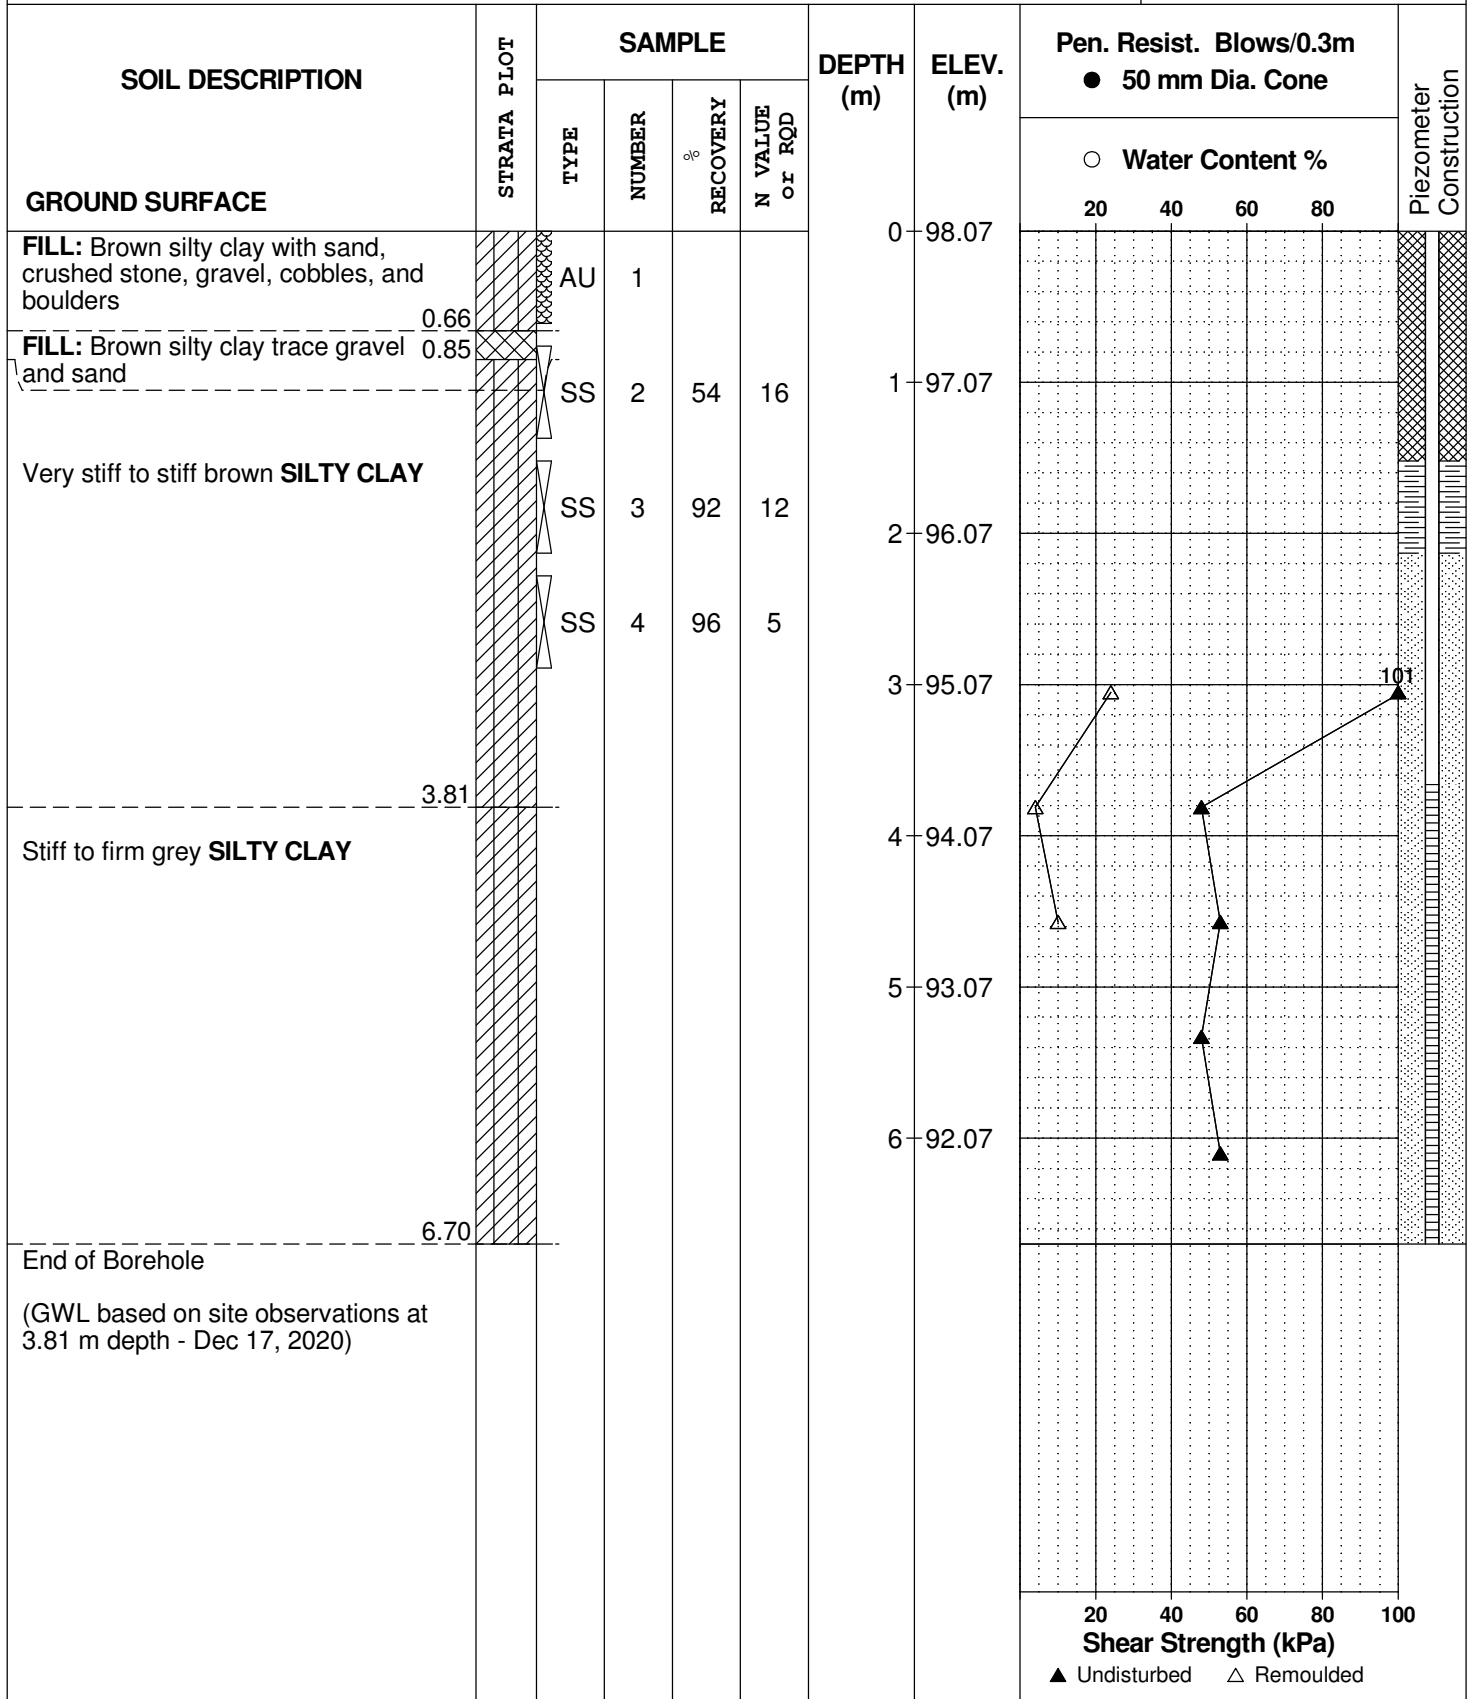 SOIL DESCRIPTION
GROUND SURFACE
STRATA PLOT
SAMPLE
TYPE
NUMBER
%
RECOVERY
N VALUE
or RQD
DEPTH
(m)
ELEV.
(m)
Pen. Resist. Blows/0.3m
● 50 mm Dia. Cone
○ Water Content %
20 40 60 80
Piezometer
Construction
0 98.07
FILL: Brown silty clay with sand,
crushed stone, gravel, cobbles, and
boulders
0.66
AU 1
FILL: Brown silty clay trace gravel 0.85
and sand
SS 2 54 16
1 97.07
Very stiff to stiff brown SILTY CLAY
SS 3 92 12
2 96.07
SS 4 96 5
3 95.07
101
3.81
4 94.07
Stiff to firm grey SILTY CLAY
5 93.07
6 92.07
6.70
End of Borehole
(GWL based on site observations at
3.81 m depth - Dec 17, 2020)
20 40 60 80 100
Shear Strength (kPa)
▲ Undisturbed △ Remoulded